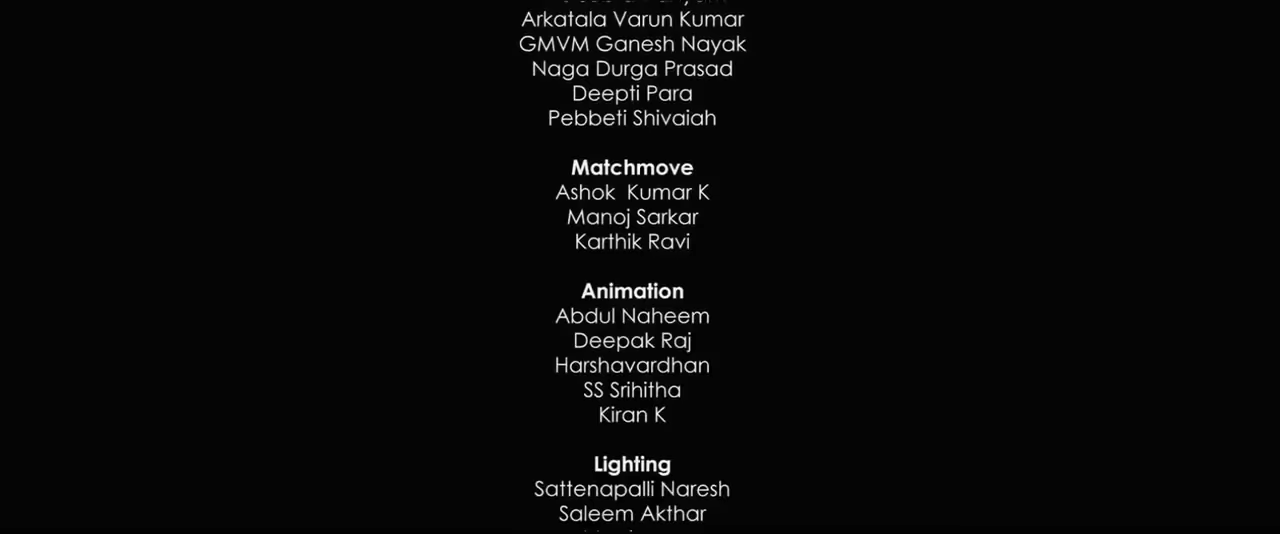 Arkatala Varun Kumar
GMVM Ganesh Nayak
Naga Durga Prasad
Deepti Para
Pebbeti Shivaiah
Matchmove
Ashok  Kumar K
Manoj Sarkar
Karthik Ravi
Animation
Abdul Naheem
Deepak Raj
Harshavardhan
SS Srihitha
Kiran K
Lighting
Sattenapalli Naresh
Saleem Akthar